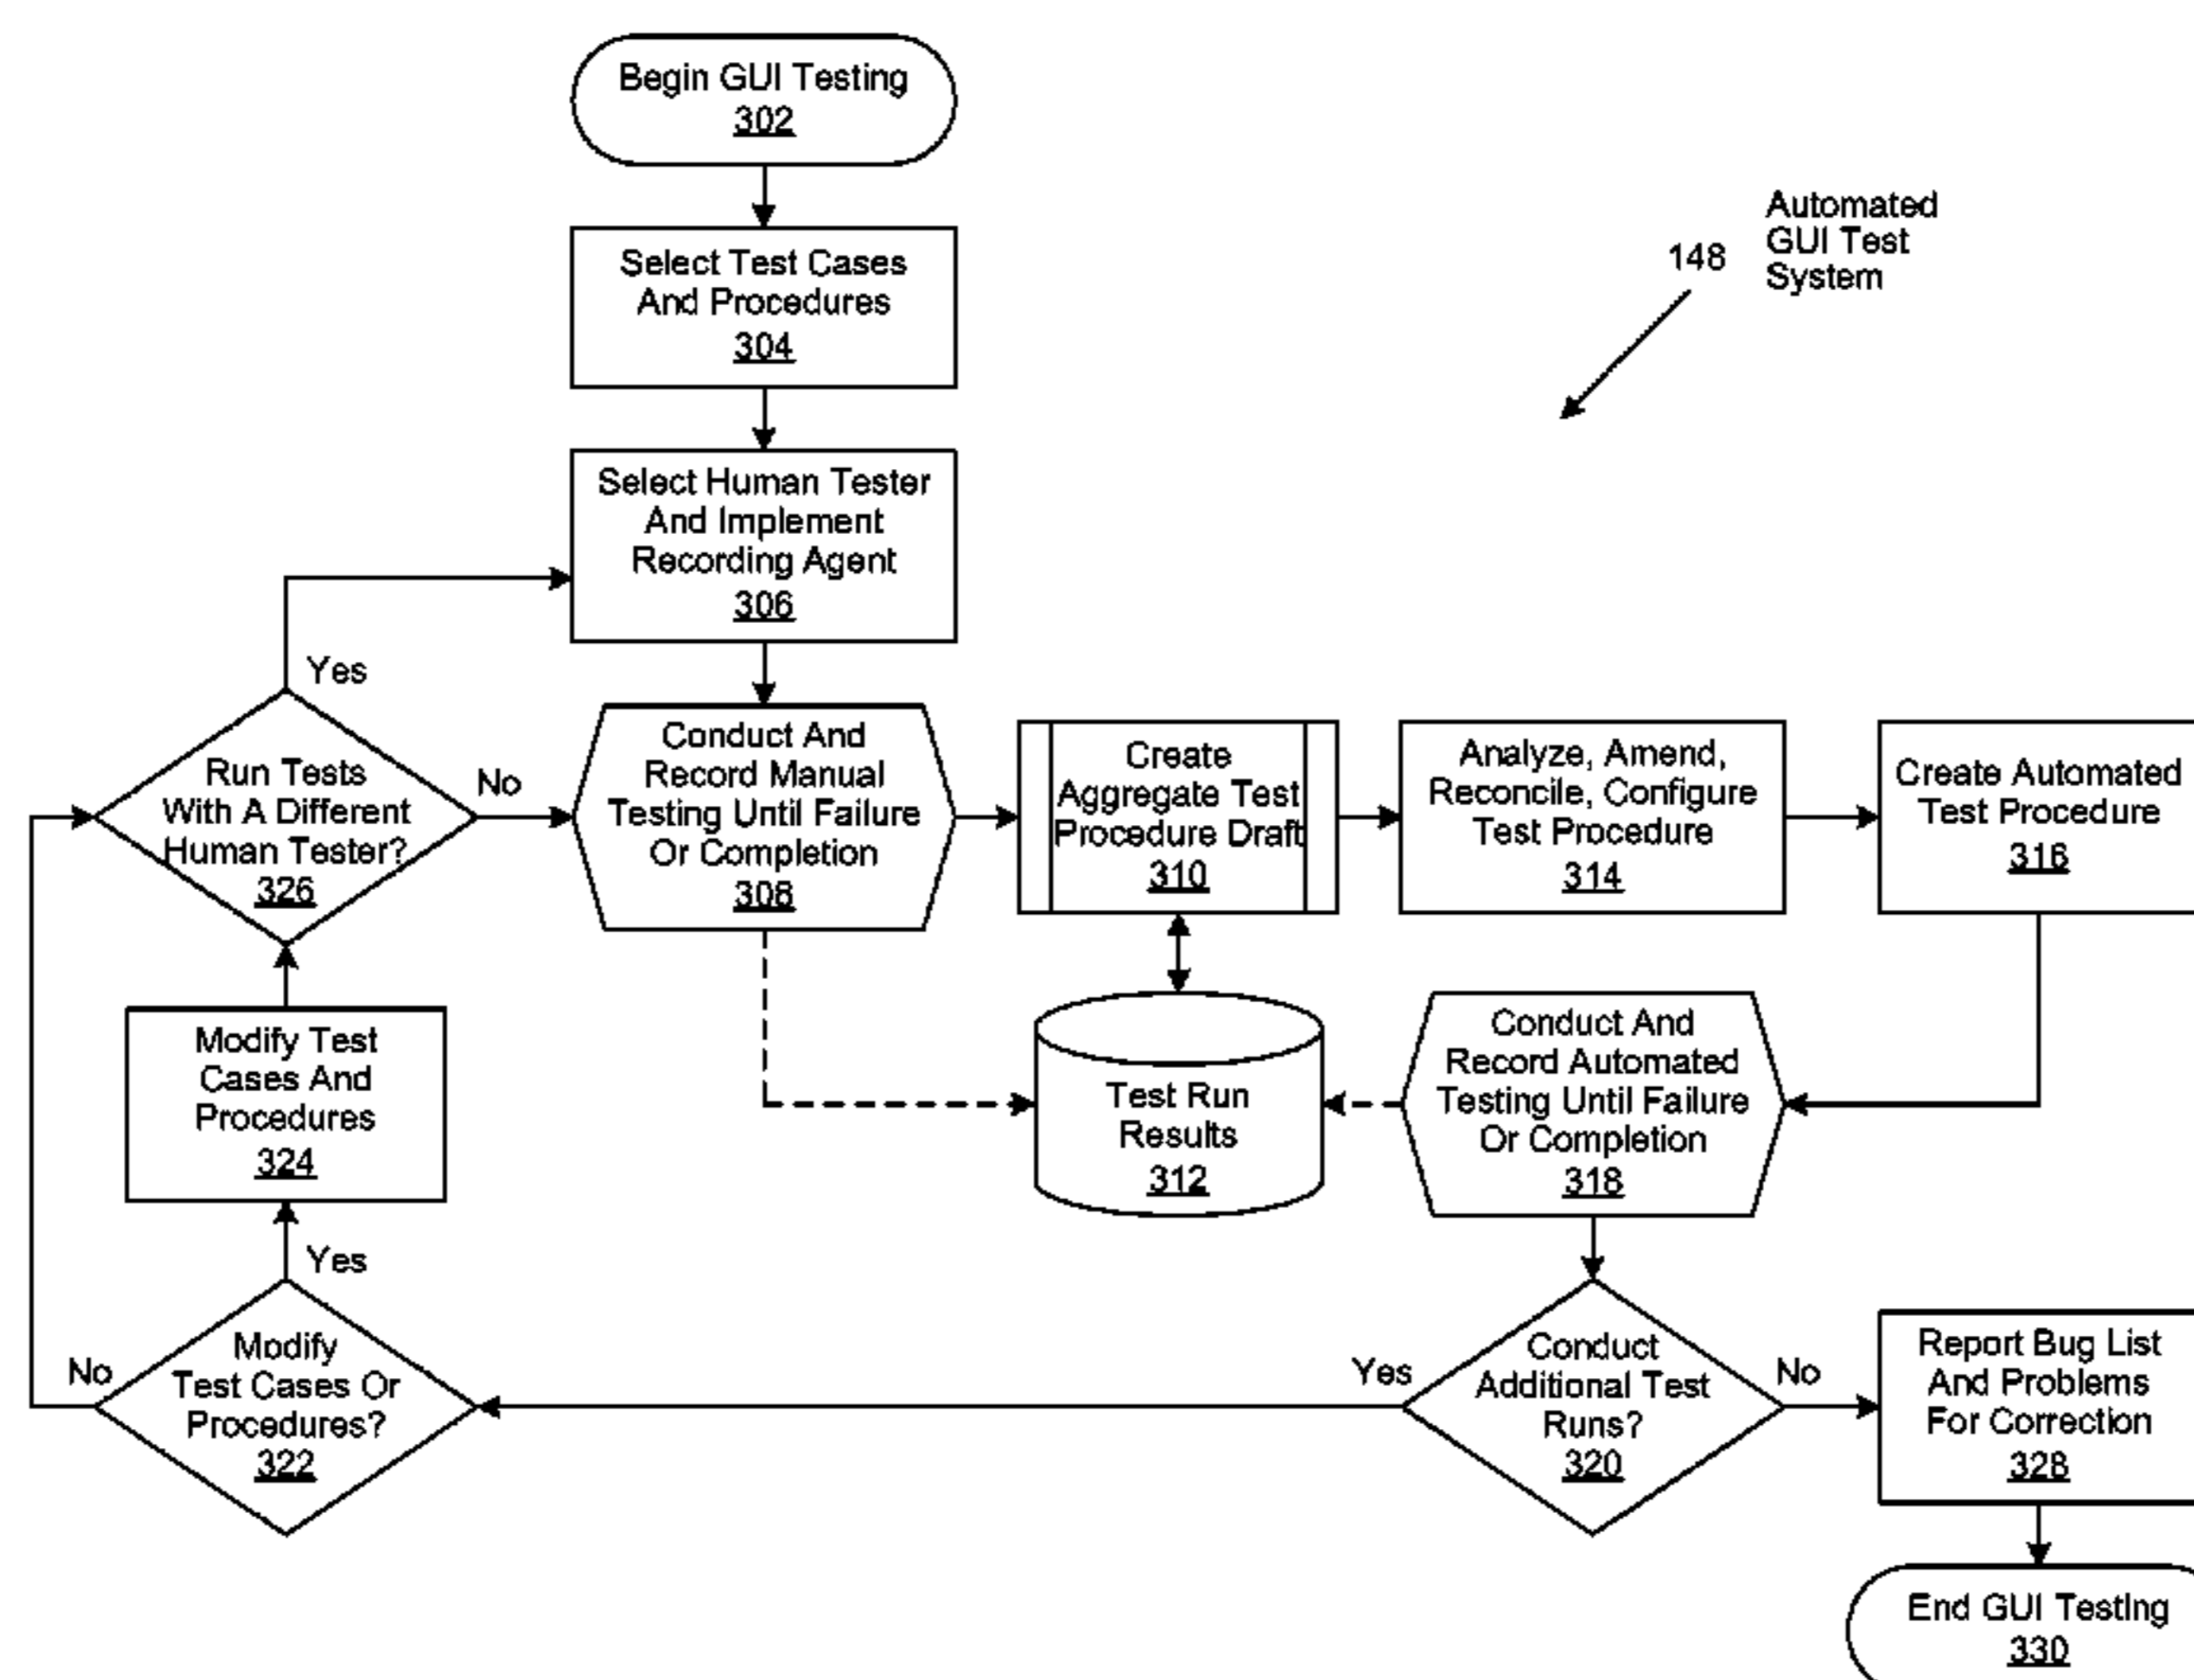 Begin GUI Testing
302
Select Test Cases
And Procedures
304
Automated
GUI Test
System
148
Select Human Tester
And Implement
Recording Agent
306
Yes
Run Tests
With A Different
Human Tester?
326
No
Conduct And
Record Manual
Testing Until Failure
Or Completion
308
Create
Aggregate Test
Procedure Draft
310
Analyze, Amend,
Reconcile, Configure
Test Procedure
314
Create Automated
Test Procedure
316
Modify Test
Cases And
Procedures
324
Test Run
Results
312
Conduct And
Record Automated
Testing Until Failure
Or Completion
318
Yes
No
Modify
Test Cases Or
Procedures?
322
Yes
Conduct
Additional Test
Runs?
320
No
Report Bug List
And Problems
For Correction
328
End GUI Testing
330